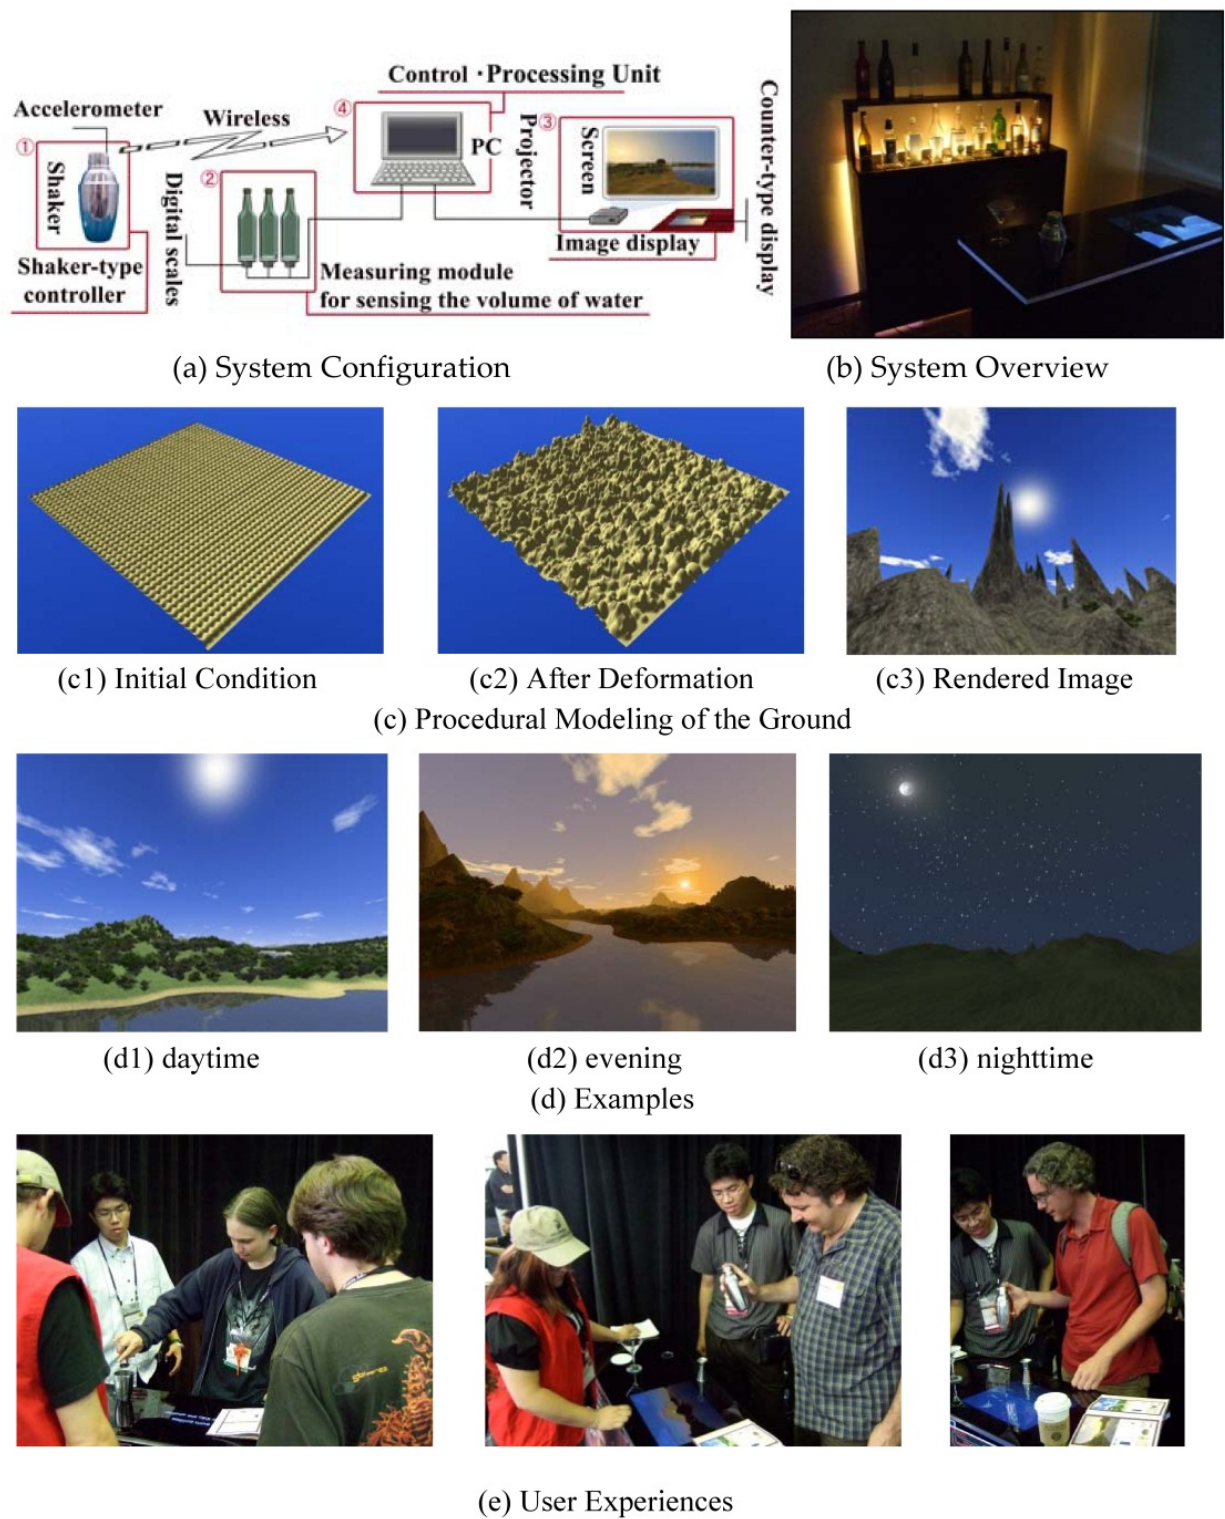 Control・Processing Unit
Accelerometer
Wireless
④
PC
①
Shaker
Shaker-type
controller
Digital scales
②
Measuring module
for sensing the volume of water
Projector
③
Screen
Image display
Counter-type display
(a) System Configuration
(b) System Overview
(c1) Initial Condition
(c2) After Deformation
(c3) Rendered Image
(c) Procedural Modeling of the Ground
(d1) daytime
(d2) evening
(d3) nighttime
(d) Examples
(e) User Experiences